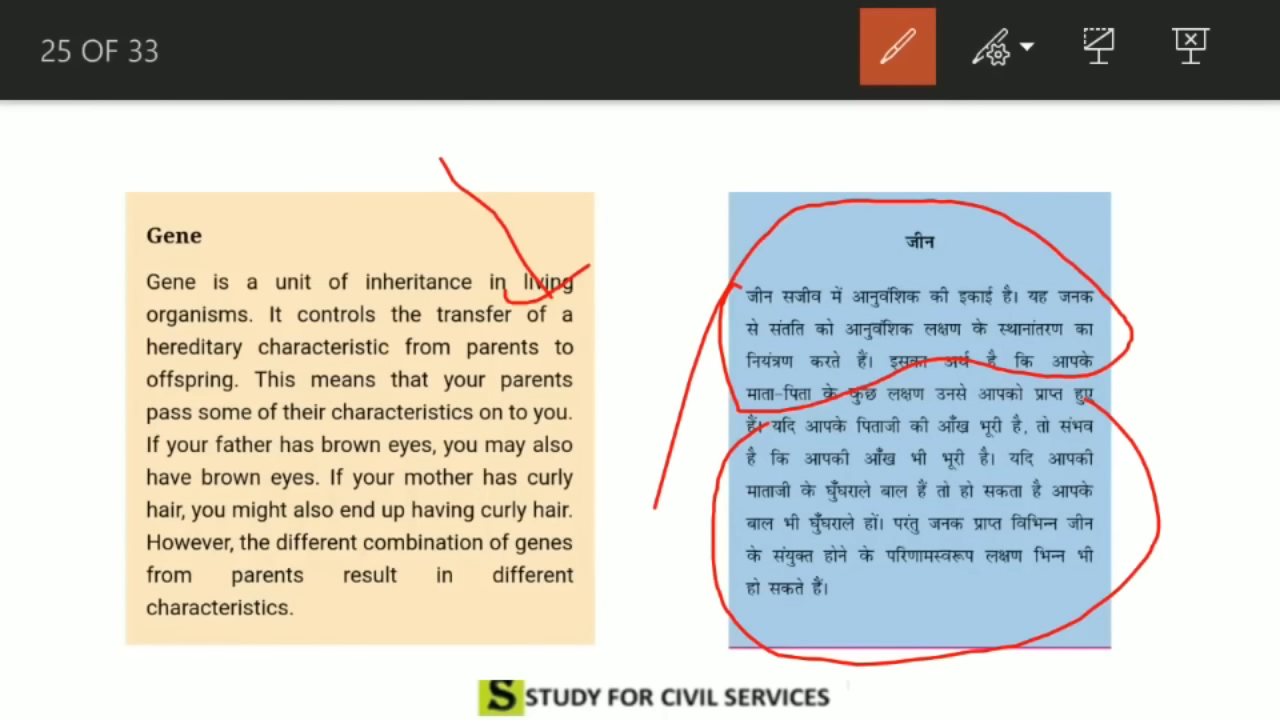 25 OF 33
Gene
Gene is a unit of inheritance in living
organisms. It controls the transfer of a
hereditary characteristic from parents to
offspring. This means that your parents
pass some of their characteristics on to you.
If your father has brown eyes, you may also
have brown eyes. If your mother has curly
hair, you might also end up having curly hair.
However, the different combination of genes
from parents result in different
characteristics.
जीन
जीन सजीव में आनुवंशिक की इकाई है। यह जनक
से संतति को आनुवंशिक लक्षण के स्थानांतरण का
नियंत्रण करते हैं। इसका अर्थ है कि आपके
माता-पिता के कुछ लक्षण उनसे आपको प्राप्त हुए
हैं। यदि आपके पिताजी की आँख भूरी है, तो संभव
है कि आपकी आँख भी भूरी है। यदि आपकी
माताजी के घुँघराले बाल हैं तो हो सकता है आपके
बाल भी घुँघराले हों। परंतु जनक प्राप्त विभिन्न जीन
के संयुक्त होने के परिणामस्वरूप लक्षण भिन्न भी
हो सकते हैं।
S STUDY FOR CIVIL SERVICES